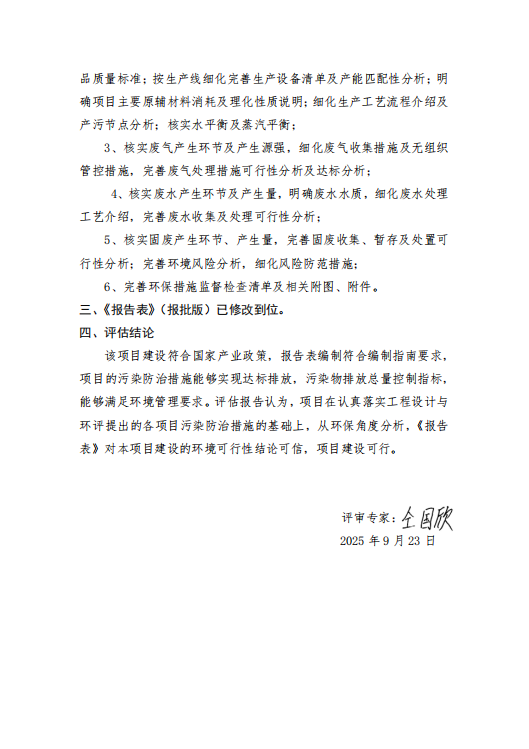 品质量标准；按生产线细化完善生产设备清单及产能匹配性分析；明
确项目主要原辅材料消耗及理化性质说明；细化生产工艺流程介绍及
产污节点分析；核实水平衡及蒸汽平衡；
3、核实废气产生环节及产生源强，细化废气收集措施及无组织
管控措施，完善废气处理措施可行性分析及达标分析；
4、核实废水产生环节及产生量，明确废水水质，细化废水处理
工艺介绍，完善废水收集及处理可行性分析；
5、核实固废产生环节、产生量，完善固废收集、暂存及处置可
行性分析；完善环境风险分析，细化风险防范措施；
6、完善环保措施监督检查清单及相关附图、附件。
三、《报告表》（报批版）已修改到位。
四、评估结论
该项目建设符合国家产业政策，报告表编制符合编制指南要求，
项目的污染防治措施能够实现达标排放，污染物排放总量控制指标，
能够满足环境管理要求。评估报告认为，项目在认真落实工程设计与
环评提出的各项目污染防治措施的基础上，从环保角度分析，《报告
表》对本项目建设的环境可行性结论可信，项目建设可行。
评审专家：仝国欣
2025 年 9 月 23 日